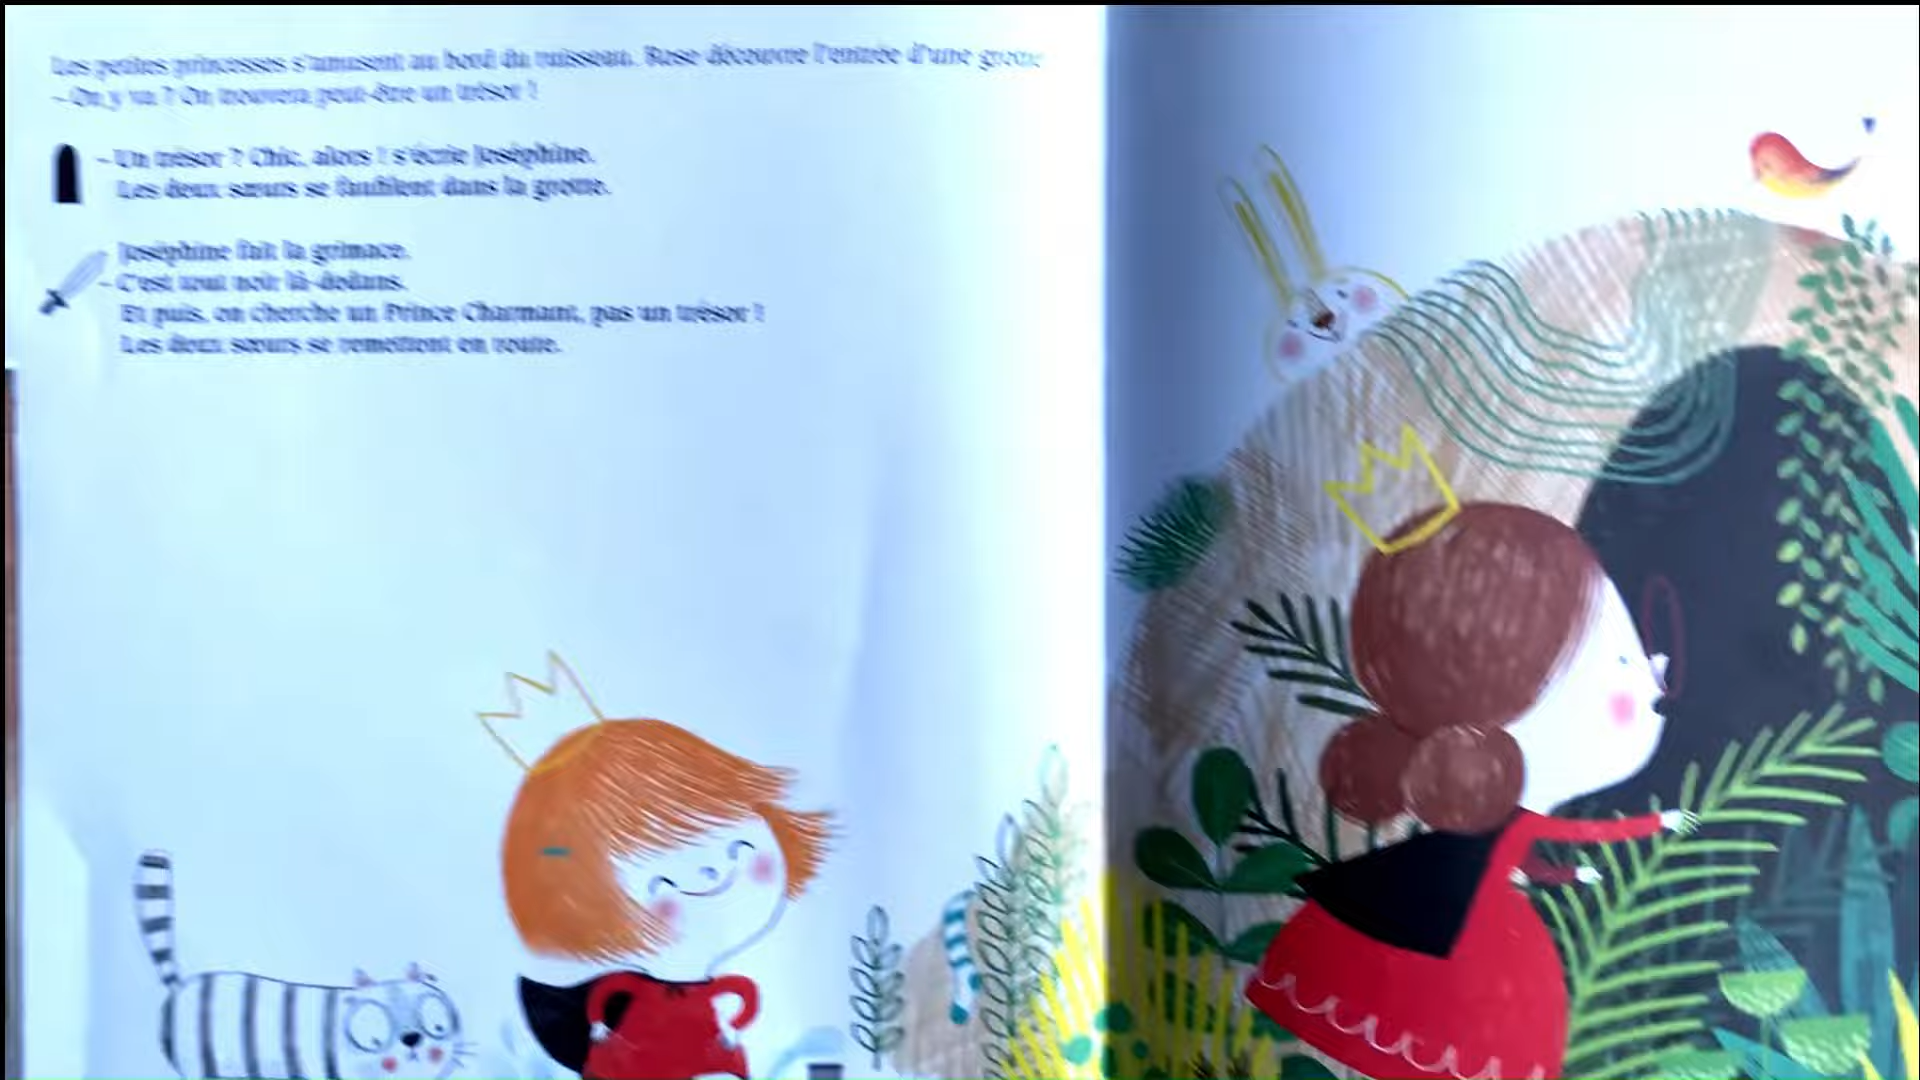 Les petites princesses s'amusent au bord du ruisseau. Rose découvre l'entrée d'une grotte
– On y va ? On trouvera peut-être un trésor !
– Un trésor ? Chic, alors ! s'écrie Joséphine.
Les deux sœurs se faufilent dans la grotte.
Joséphine fait la grimace.
– C'est tout noir là-dedans.
Et puis, on cherche un Prince Charmant, pas un trésor !
Les deux sœurs se remettent en route.